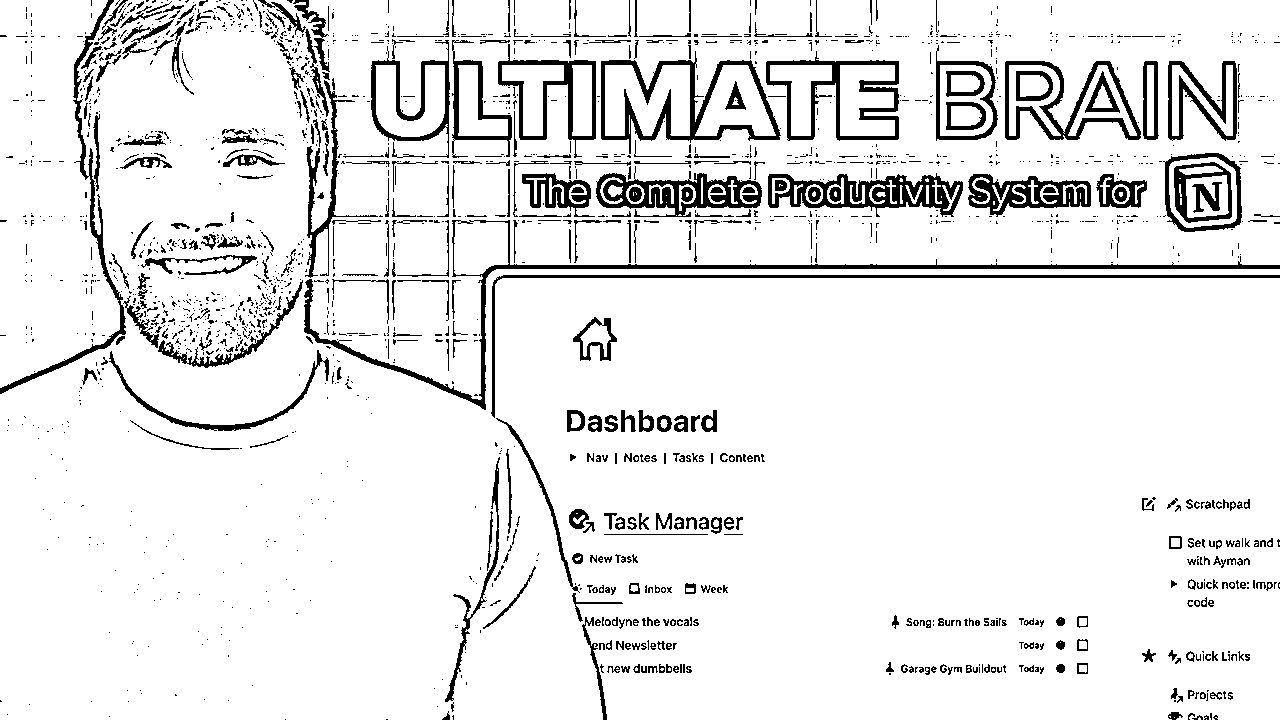 ULTIMATE BRAIN
The Complete Productivity System for
N
Dashboard
Nav | Notes | Tasks | Content
Task Manager
New Task
Today Inbox Week
Melodyne the vocals Song: Burn the Sails Today
end Newsletter Today
t new dumbbells Garage Gym Buildout Today
Scratchpad
Set up walk and t
with Ayman
Quick note: Impro
code
Quick Links
Projects
Goals